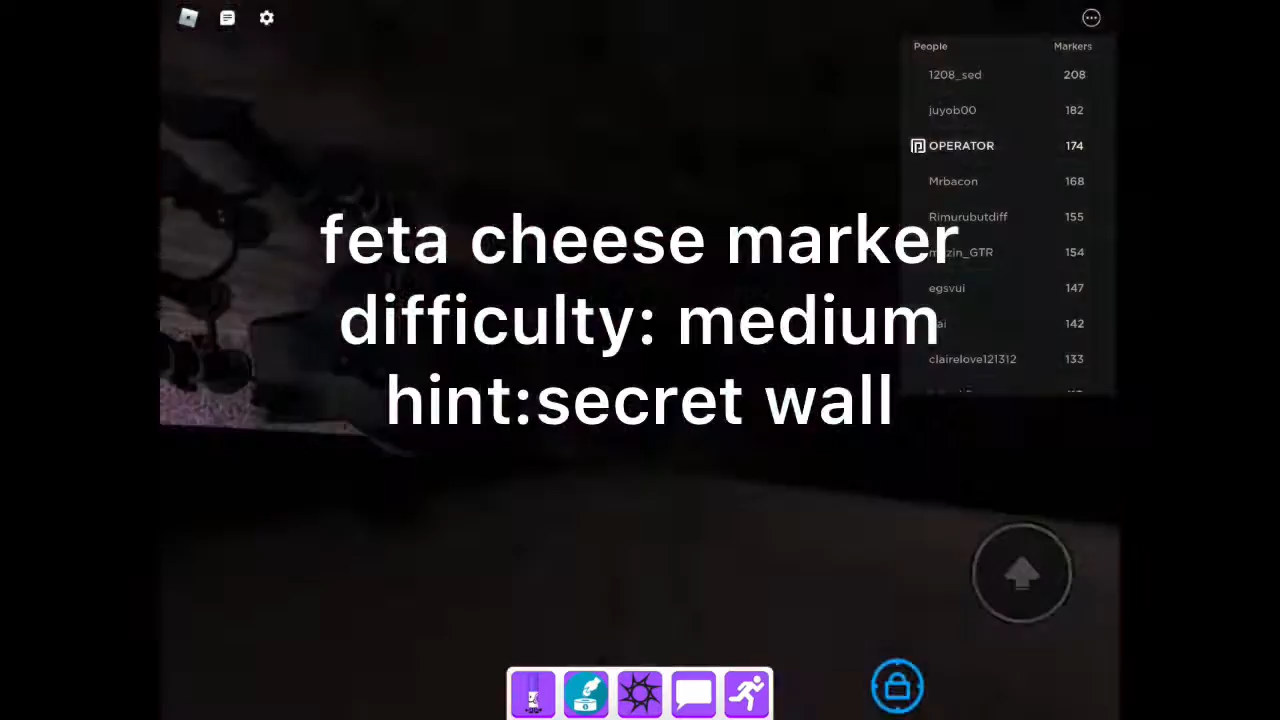 People Markers
1208_sed 208
juyob00 182
OPERATOR 174
Mrbacon 168
Rimurubutdiff 155
154
egsvui 147
142
clairelove121312 133
feta cheese marker
difficulty: medium
hint:secret wall